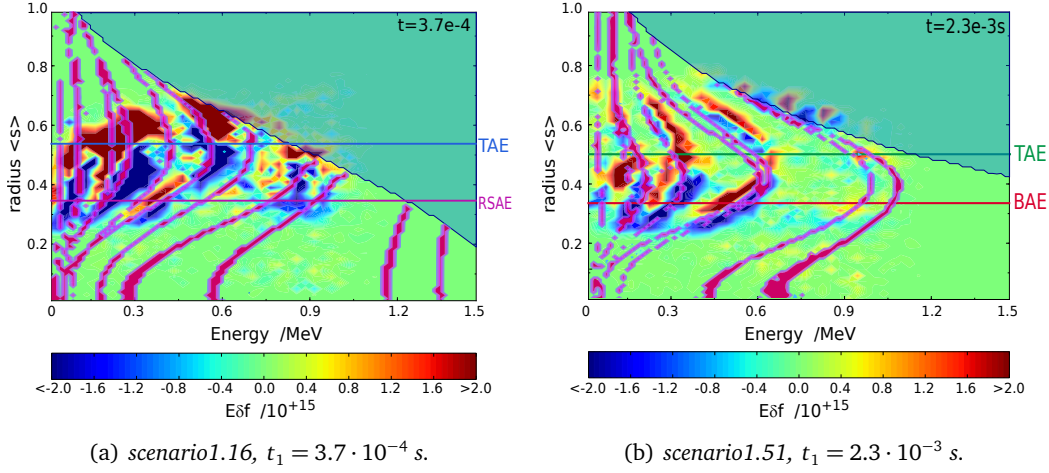 t=3.7e-4
1.0
0.8
0.6
0.4
0.2
0
radius <s>
TAE
RSAE
0 0.3 0.6 0.9 1.2 1.5
Energy /MeV
<-2.0 -1.6 -1.2 -0.8 -0.4 0.0 0.4 0.8 1.2 1.6 >2.0
Eδf /10⁺¹⁵
(a) scenario1.16, t₁ = 3.7 · 10⁻⁴ s.
t=2.3e-3s
1.0
0.8
0.6
0.4
0.2
0
radius <s>
TAE
BAE
0 0.3 0.6 0.9 1.2 1.5
Energy /MeV
<-2.0 -1.6 -1.2 -0.8 -0.4 0.0 0.4 0.8 1.2 1.6 >2.0
Eδf /10⁺¹⁵
(b) scenario1.51, t₁ = 2.3 · 10⁻³ s.